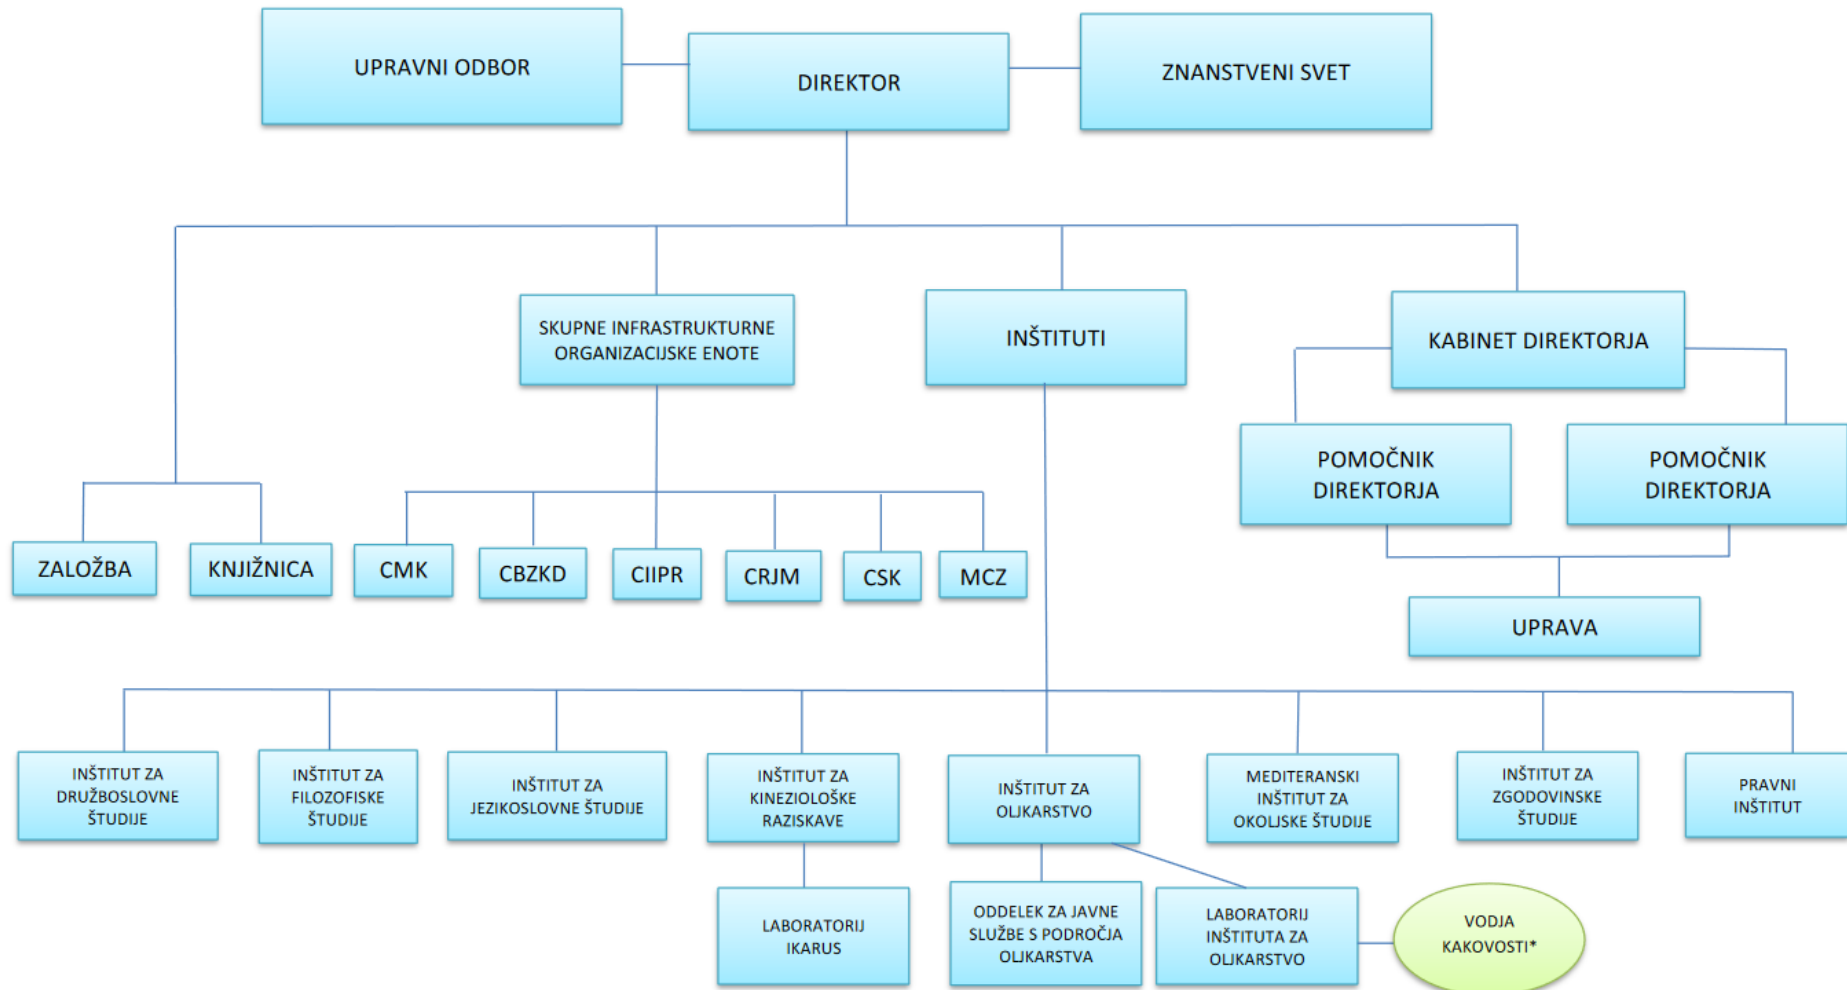 UPRAVNI ODBOR
DIREKTOR
ZNANSTVENI SVET
SKUPNE INFRASTRUKTURNE
ORGANIZACIJSKE ENOTE
INŠTITUTI
KABINET DIREKTORJA
POMOČNIK
DIREKTORJA
POMOČNIK
DIREKTORJA
ZALOŽBA
KNJIŽNICA
CMK
CBZKD
CIIPR
CRJM
CSK
MCZ
UPRAVA
INŠTITUT ZA
DRUŽBOSLOVNE
ŠTUDIJE
INŠTITUT ZA
FILOZOFISKE
ŠTUDIJE
INŠTITUT ZA
JEZIKOSLOVNE ŠTUDIJE
INŠTITUT ZA
KINEZIOLOŠKE
RAZISKAVE
INŠTITUT ZA
OLJKARSTVO
MEDITERANSKI
INŠTITUT ZA
OKOLJSKE ŠTUDIJE
INŠTITUT ZA
ZGODOVINSKE
ŠTUDIJE
PRAVNI
INŠTITUT
LABORATORIJ
IKARUS
ODDELEK ZA JAVNE
SLUŽBE S PODROČJA
OLJKARSTVA
LABORATORIJ
INŠTITUTA ZA
OLJKARSTVO
VODJA
KAKOVOSTI*